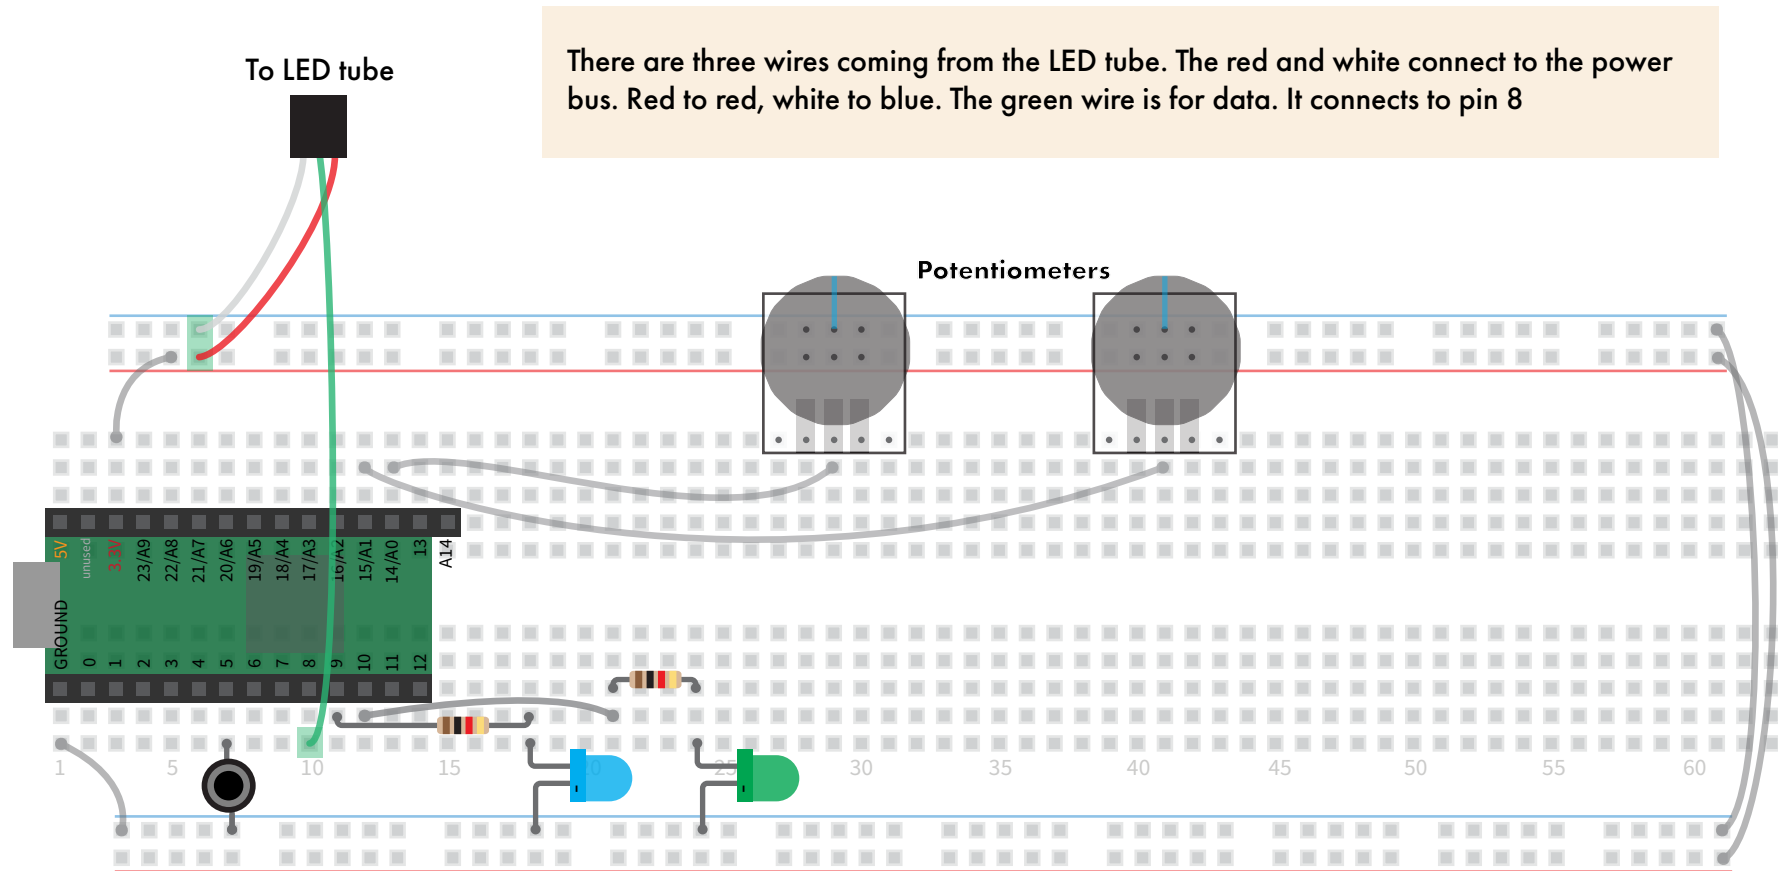 There are three wires coming from the LED tube. The red and white connect to the power
bus. Red to red, white to blue. The green wire is for data. It connects to pin 8
To LED tube
Potentiometers
5V
unused
3.3V
23/A9
22/A8
21/A7
20/A6
19/A5
18/A4
17/A3
16/A2
15/A1
14/A0
13
A14
GROUND
0
1
2
3
4
5
6
7
8
9
10
11
12
1 5 10 15 20 25 30 35 40 45 50 55 60